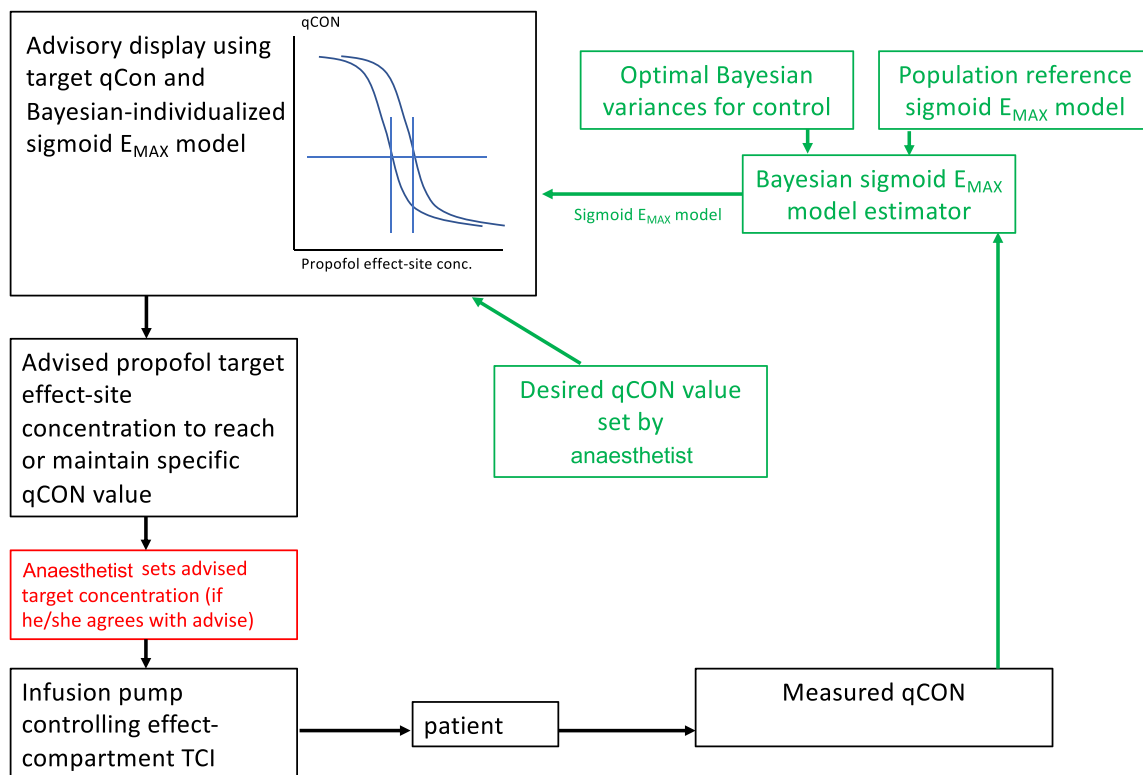 Advisory display using
target qCon and
Bayesian-individualized
sigmoid EMAX model
qCON
Propofol effect-site conc.
Optimal Bayesian
variances for control
Population reference
sigmoid EMAX model
Bayesian sigmoid EMAX
model estimator
Sigmoid EMAX model
Desired qCON value
set by
anaesthetist
Advised propofol target
effect-site
concentration to reach
or maintain specific
qCON value
Anaesthetist sets advised
target concentration (if
he/she agrees with advise)
Infusion pump
controlling effect-
compartment TCI
patient
Measured qCON